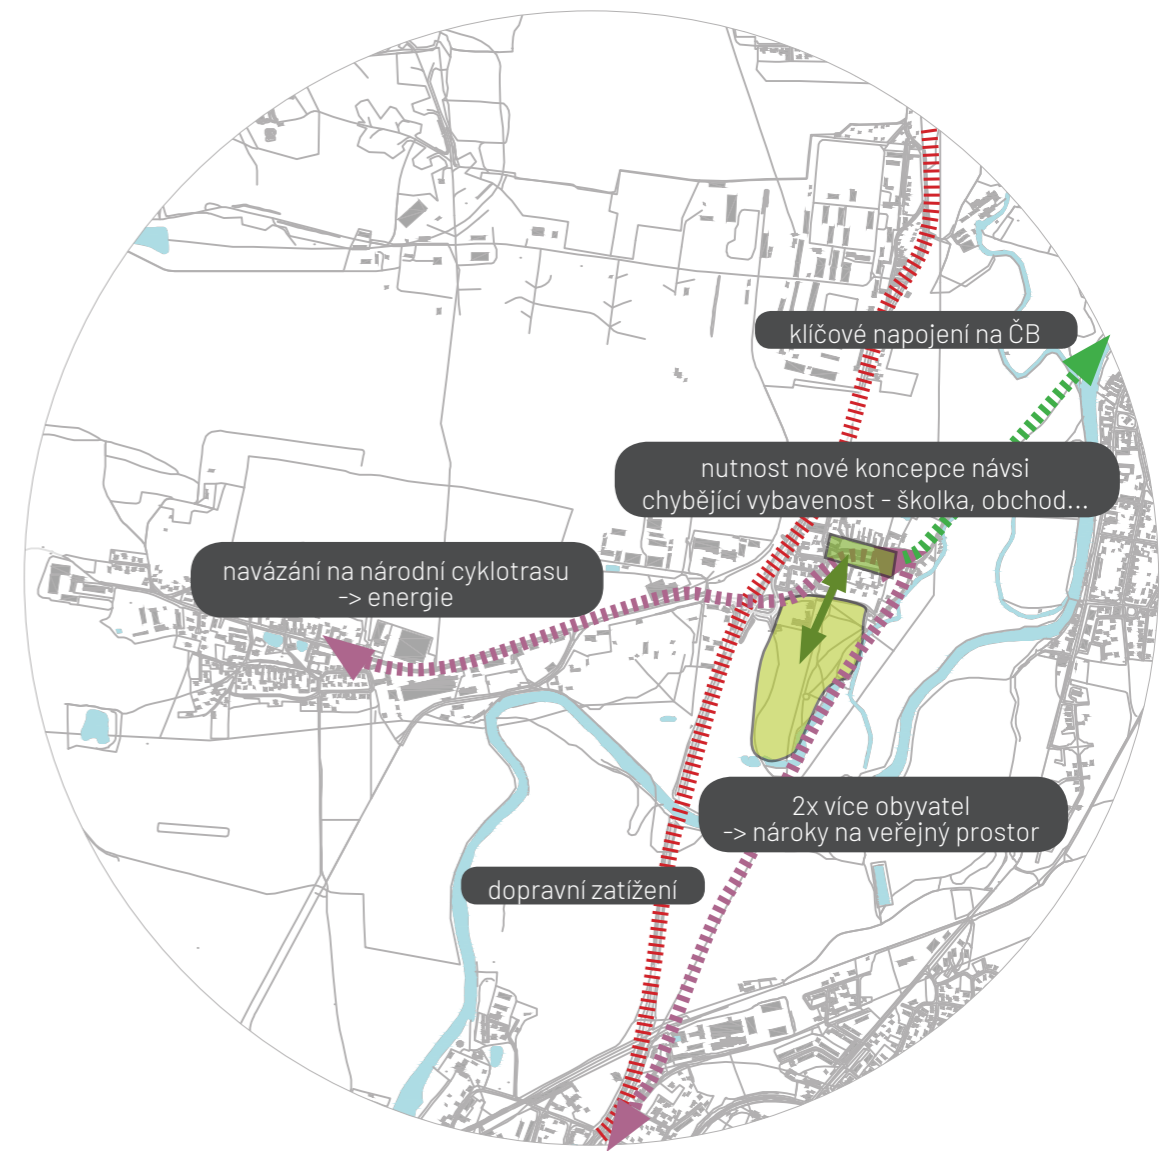 klíčové napojení na ČB
nutnost nové koncepce návsi
chybějící vybavenost - školka, obchod...
navázání na národní cyklotrasu
-> energie
2x více obyvatel
-> nároky na veřejný prostor
dopravní zatížení